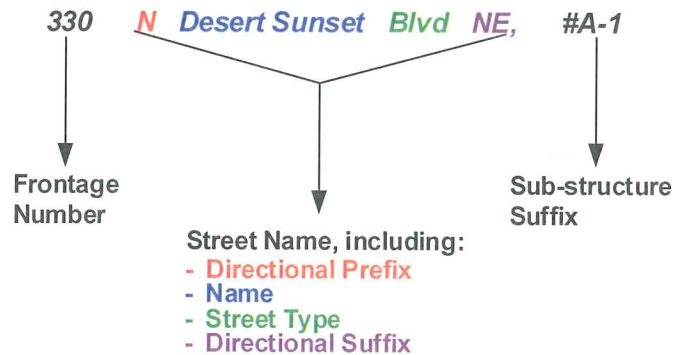 330 N Desert Sunset Blvd NE, #A-1
Frontage
Number
Sub-structure
Suffix
Street Name, including:
- Directional Prefix
- Name
- Street Type
- Directional Suffix